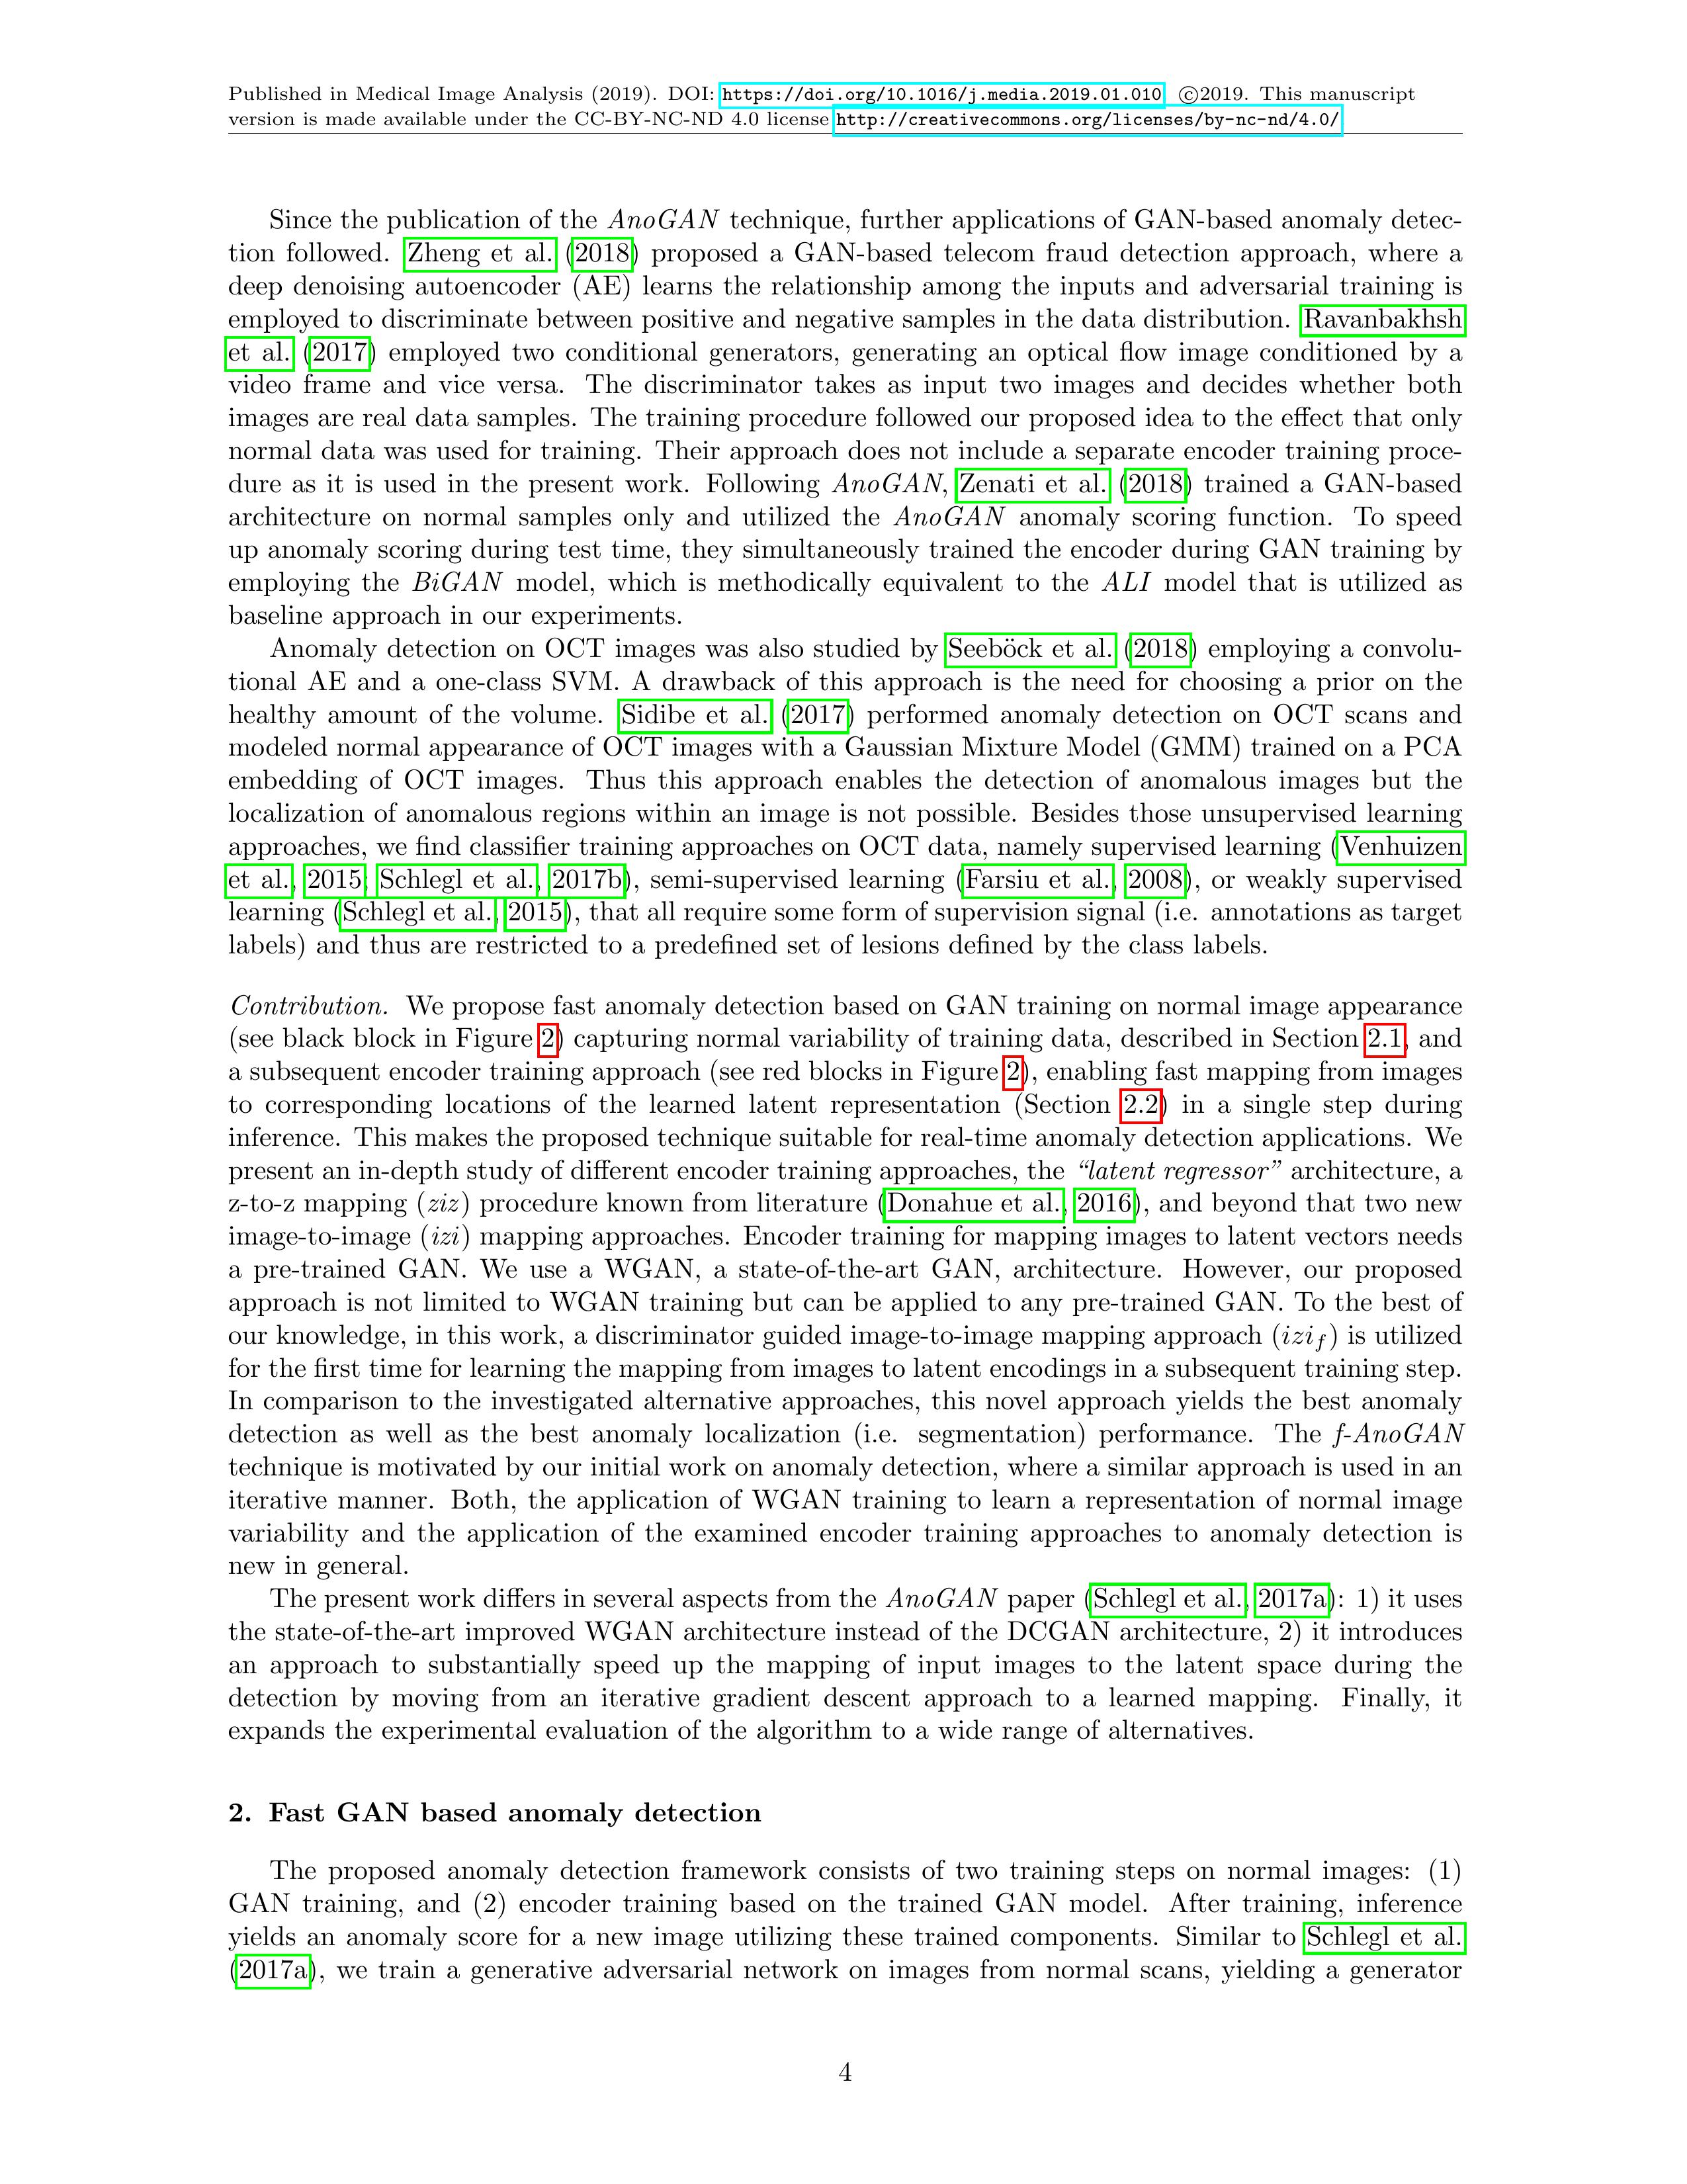 Published in Medical Image Analysis (2019). DOI: https://doi.org/10.1016/j.media.2019.01.010 ©2019. This manuscript
version is made available under the CC-BY-NC-ND 4.0 license http://creativecommons.org/licenses/by-nc-nd/4.0/
Since the publication of the AnoGAN technique, further applications of GAN-based anomaly detec-
tion followed. Zheng et al. (2018) proposed a GAN-based telecom fraud detection approach, where a
deep denoising autoencoder (AE) learns the relationship among the inputs and adversarial training is
employed to discriminate between positive and negative samples in the data distribution. Ravanbakhsh
et al. (2017) employed two conditional generators, generating an optical flow image conditioned by a
video frame and vice versa. The discriminator takes as input two images and decides whether both
images are real data samples. The training procedure followed our proposed idea to the effect that only
normal data was used for training. Their approach does not include a separate encoder training proce-
dure as it is used in the present work. Following AnoGAN, Zenati et al. (2018) trained a GAN-based
architecture on normal samples only and utilized the AnoGAN anomaly scoring function. To speed
up anomaly scoring during test time, they simultaneously trained the encoder during GAN training by
employing the BiGAN model, which is methodically equivalent to the ALI model that is utilized as
baseline approach in our experiments.
Anomaly detection on OCT images was also studied by Seeböck et al. (2018) employing a convolu-
tional AE and a one-class SVM. A drawback of this approach is the need for choosing a prior on the
healthy amount of the volume. Sidibe et al. (2017) performed anomaly detection on OCT scans and
modeled normal appearance of OCT images with a Gaussian Mixture Model (GMM) trained on a PCA
embedding of OCT images. Thus this approach enables the detection of anomalous images but the
localization of anomalous regions within an image is not possible. Besides those unsupervised learning
approaches, we find classifier training approaches on OCT data, namely supervised learning (Venhuizen
et al., 2015; Schlegl et al., 2017b), semi-supervised learning (Farsiu et al., 2008), or weakly supervised
learning (Schlegl et al., 2015), that all require some form of supervision signal (i.e. annotations as target
labels) and thus are restricted to a predefined set of lesions defined by the class labels.
Contribution. We propose fast anomaly detection based on GAN training on normal image appearance
(see black block in Figure 2) capturing normal variability of training data, described in Section 2.1, and
a subsequent encoder training approach (see red blocks in Figure 2), enabling fast mapping from images
to corresponding locations of the learned latent representation (Section 2.2) in a single step during
inference. This makes the proposed technique suitable for real-time anomaly detection applications. We
present an in-depth study of different encoder training approaches, the “latent regressor” architecture, a
z-to-z mapping (ziz) procedure known from literature (Donahue et al., 2016), and beyond that two new
image-to-image (izi) mapping approaches. Encoder training for mapping images to latent vectors needs
a pre-trained GAN. We use a WGAN, a state-of-the-art GAN, architecture. However, our proposed
approach is not limited to WGAN training but can be applied to any pre-trained GAN. To the best of
our knowledge, in this work, a discriminator guided image-to-image mapping approach (izi_f) is utilized
for the first time for learning the mapping from images to latent encodings in a subsequent training step.
In comparison to the investigated alternative approaches, this novel approach yields the best anomaly
detection as well as the best anomaly localization (i.e. segmentation) performance. The f-AnoGAN
technique is motivated by our initial work on anomaly detection, where a similar approach is used in an
iterative manner. Both, the application of WGAN training to learn a representation of normal image
variability and the application of the examined encoder training approaches to anomaly detection is
new in general.
The present work differs in several aspects from the AnoGAN paper (Schlegl et al., 2017a): 1) it uses
the state-of-the-art improved WGAN architecture instead of the DCGAN architecture, 2) it introduces
an approach to substantially speed up the mapping of input images to the latent space during the
detection by moving from an iterative gradient descent approach to a learned mapping. Finally, it
expands the experimental evaluation of the algorithm to a wide range of alternatives.
2. Fast GAN based anomaly detection
The proposed anomaly detection framework consists of two training steps on normal images: (1)
GAN training, and (2) encoder training based on the trained GAN model. After training, inference
yields an anomaly score for a new image utilizing these trained components. Similar to Schlegl et al.
(2017a), we train a generative adversarial network on images from normal scans, yielding a generator
4